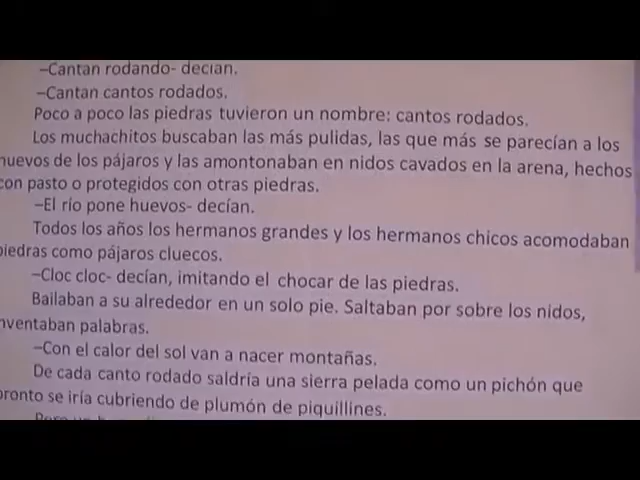 –Cantan rodando- decían.
–Cantan cantos rodados.
Poco a poco las piedras tuvieron un nombre: cantos rodados.
Los muchachitos buscaban las más pulidas, las que más se parecían a los
huevos de los pájaros y las amontonaban en nidos cavados en la arena, hechos
con pasto o protegidos con otras piedras.
–El río pone huevos- decían.
Todos los años los hermanos grandes y los hermanos chicos acomodaban
piedras como pájaros cluecos.
–Cloc cloc- decían, imitando el chocar de las piedras.
Bailaban a su alrededor en un solo pie. Saltaban por sobre los nidos,
nventaban palabras.
–Con el calor del sol van a nacer montañas.
De cada canto rodado saldría una sierra pelada como un pichón que
pronto se iría cubriendo de plumón de piquillines.